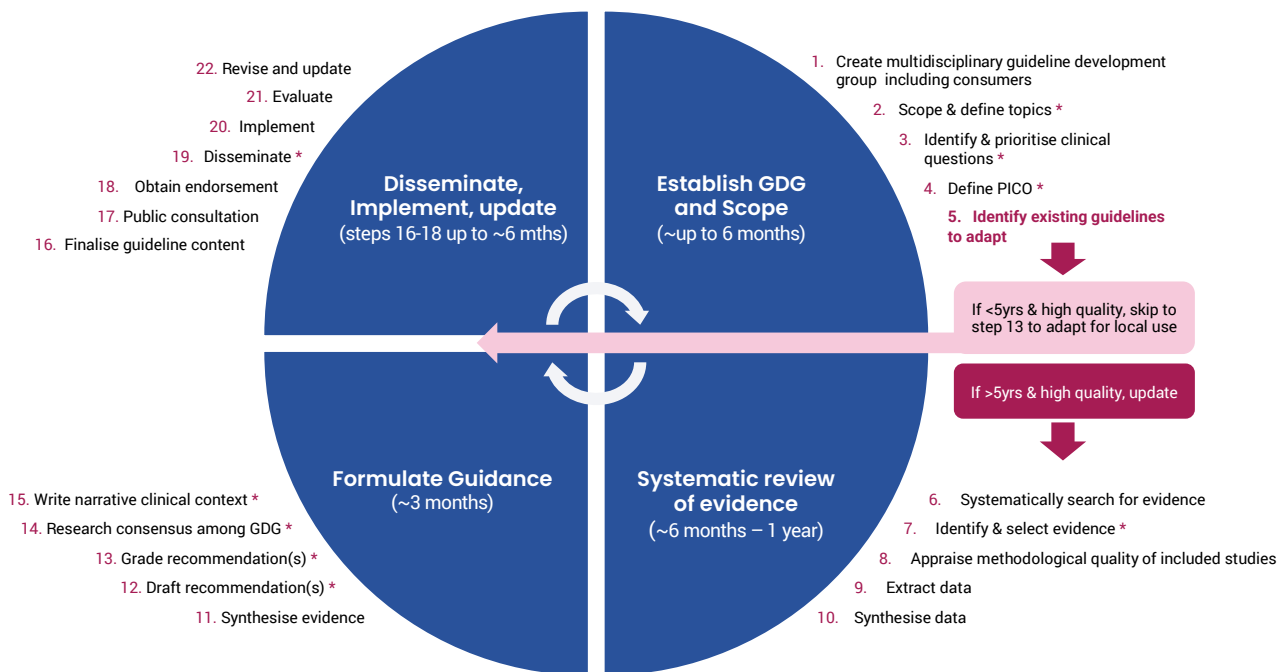 1. Create multidisciplinary guideline development
group including consumers
2. Scope & define topics *
3. Identify & prioritise clinical
questions *
4. Define PICO *
5. Identify existing guidelines
to adapt
If <5yrs & high quality, skip to
step 13 to adapt for local use
If >5yrs & high quality, update
Establish GDG
and Scope
(~up to 6 months)
6. Systematically search for evidence
7. Identify & select evidence *
8. Appraise methodological quality of included studies
9. Extract data
10. Synthesise data
Systematic review
of evidence
(~6 months – 1 year)
Formulate Guidance
(~3 months)
15. Write narrative clinical context *
14. Research consensus among GDG *
13. Grade recommendation(s) *
12. Draft recommendation(s) *
11. Synthesise evidence
Disseminate,
Implement, update
(steps 16-18 up to ~6 mths)
22. Revise and update
21. Evaluate
20. Implement
19. Disseminate *
18. Obtain endorsement
17. Public consultation
16. Finalise guideline content